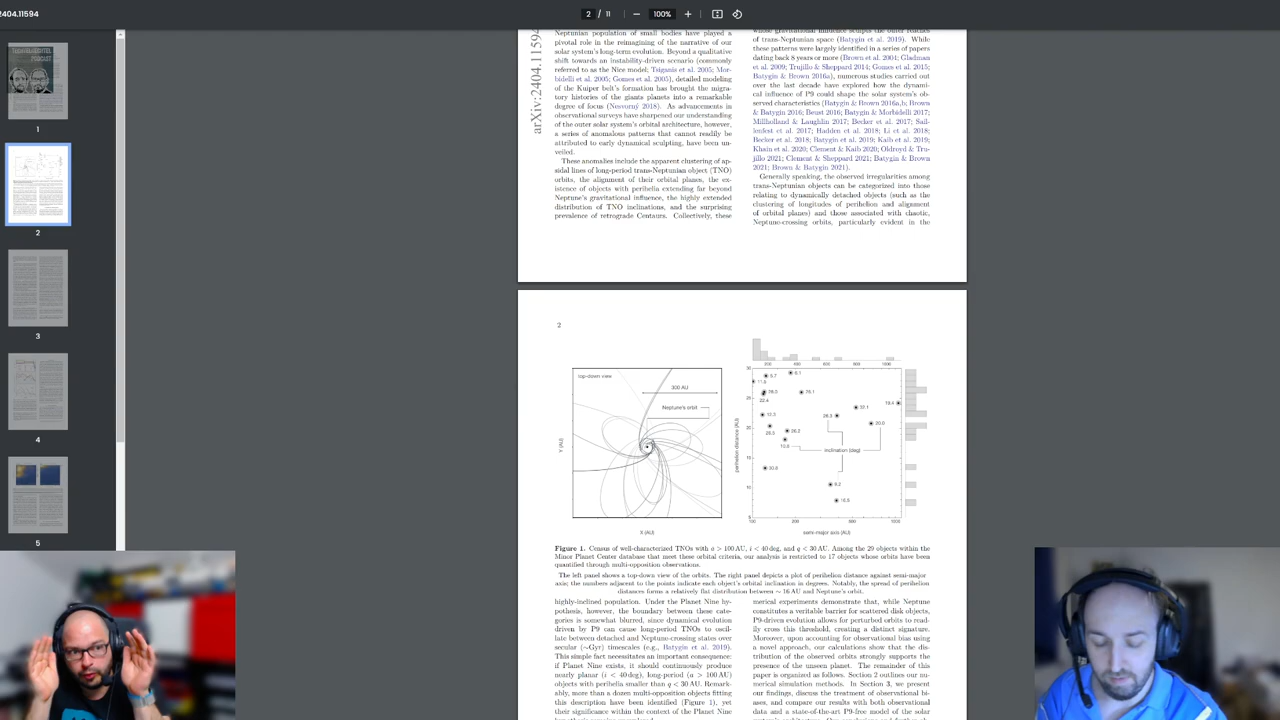 2404.11594
2 / 11
100%
1
2
3
4
5
arXiv:2404.11594
Neptunian population of small bodies have played a
pivotal role in the reimagining of the narrative of our
solar system's long-term evolution. Beyond a qualitative
shift towards an instability-driven scenario (commonly
referred to as the Nice model; Tsiganis et al. 2005; Mor-
bidelli et al. 2005; Gomes et al. 2005), detailed modeling
of the Kuiper belt's formation has brought the migra-
tory histories of the giants planets into a remarkable
degree of focus (Nesvorný 2018). As advancements in
observational surveys have sharpened our understanding
of the outer solar system's orbital architecture, however,
a series of anomalous patterns that cannot readily be
attributed to early dynamical sculpting, have been un-
veiled.
These anomalies include the apparent clustering of ap-
sidal lines of long-period trans-Neptunian object (TNO)
orbits, the alignment of their orbital planes, the ex-
istence of objects with perihelia extending far beyond
Neptune's gravitational influence, the highly extended
distribution of TNO inclinations, and the surprising
prevalence of retrograde Centaurs. Collectively, these
whose gravitational influence sculpts the outer reaches
of trans-Neptunian space (Batygin et al. 2019). While
these patterns were largely identified in a series of papers
dating back 8 years or more (Brown et al. 2004; Gladman
et al. 2009; Trujillo & Sheppard 2014; Gomes et al. 2015;
Batygin & Brown 2016a), numerous studies carried out
over the last decade have explored how the dynami-
cal influence of P9 could shape the solar system's ob-
served characteristics (Batygin & Brown 2016a,b; Brown
& Batygin 2016; Beust 2016; Batygin & Morbidelli 2017;
Millholland & Laughlin 2017; Becker et al. 2017; Sail-
lenfest et al. 2017; Hadden et al. 2018; Li et al. 2018;
Becker et al. 2018; Batygin et al. 2019; Kaib et al. 2019;
Khain et al. 2020; Clement & Kaib 2020; Oldroyd & Tru-
jillo 2021; Clement & Sheppard 2021; Batygin & Brown
2021; Brown & Batygin 2021).
Generally speaking, the observed irregularities among
trans-Neptunian objects can be categorized into those
relating to dynamically detached objects (such as the
clustering of longitudes of perihelion and alignment
of orbital planes) and those associated with chaotic,
Neptune-crossing orbits, particularly evident in the
2
top-down view
300 AU
Neptune's orbit
Y (AU)
X (AU)
200 400 600 800 1000
perihelion distance (AU)
30
25
20
15
10
5
inclination (deg)
100 200 500 1000
semi-major axis (AU)
Figure 1. Census of well-characterized TNOs with a > 100 AU, i < 40 deg, and q < 30 AU. Among the 29 objects within the
Minor Planet Center database that meet these orbital criteria, our analysis is restricted to 17 objects whose orbits have been
quantified through multi-opposition observations.
The left panel shows a top-down view of the orbits. The right panel depicts a plot of perihelion distance against semi-major
axis; the numbers adjacent to the points indicate each object's orbital inclination in degrees. Notably, the spread of perihelion
distances forms a relatively flat distribution between ∼ 16 AU and Neptune's orbit.
highly-inclined population. Under the Planet Nine hy-
pothesis, however, the boundary between these cate-
gories is somewhat blurred, since dynamical evolution
driven by P9 can cause long-period TNOs to oscil-
late between detached and Neptune-crossing states over
secular (∼Gyr) timescales (e.g., Batygin et al. 2019).
This simple fact necessitates an important consequence:
if Planet Nine exists, it should continuously produce
nearly planar (i < 40 deg), long-period (a > 100 AU)
objects with perihelia smaller than q < 30 AU. Remark-
ably, more than a dozen multi-opposition objects fitting
this description have been identified (Figure 1), yet
their significance within the context of the Planet Nine
merical experiments demonstrate that, while Neptune
constitutes a veritable barrier for scattered disk objects,
P9-driven evolution allows for perturbed orbits to read-
ily cross this threshold, creating a distinct signature.
Moreover, upon accounting for observational bias using
a novel approach, our calculations show that the dis-
tribution of the observed orbits strongly supports the
presence of the unseen planet. The remainder of this
paper is organized as follows. Section 2 outlines our nu-
merical simulation methods. In Section 3, we present
our findings, discuss the treatment of observational bi-
ases, and compare our results with both observational
data and a state-of-the-art P9-free model of the solar